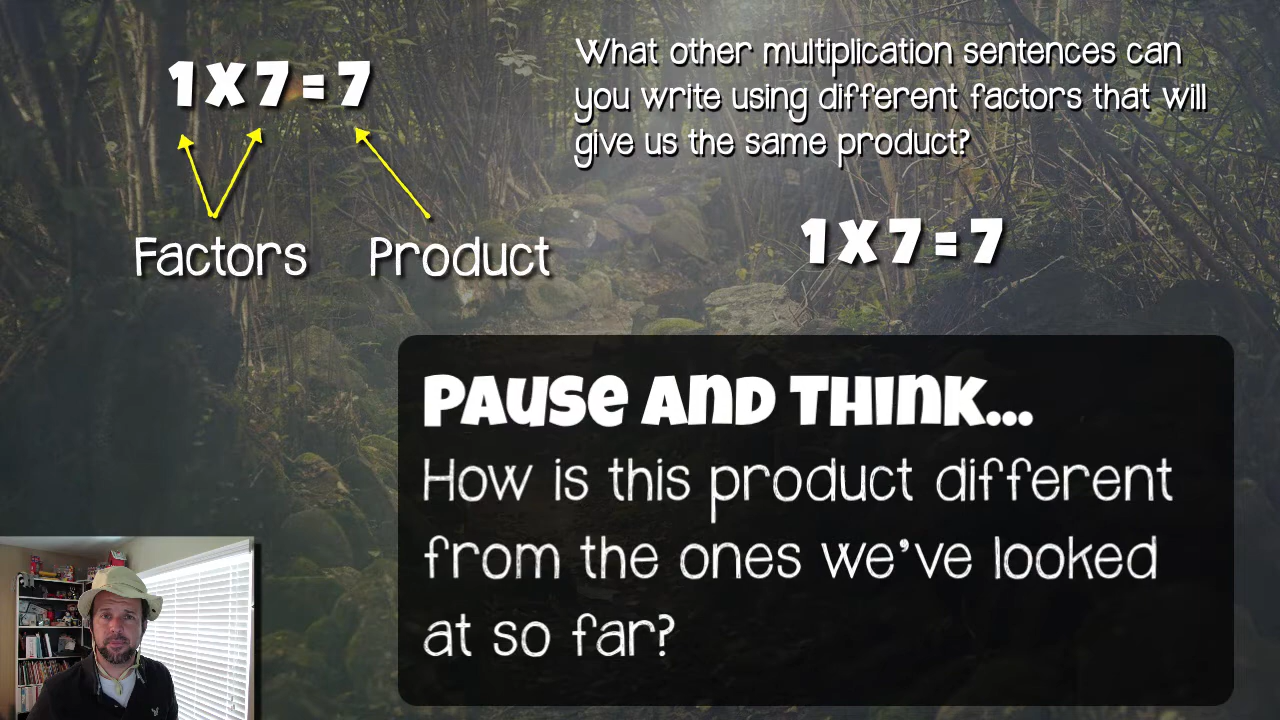 1 x 7 = 7
Factors
Product
What other multiplication sentences can
you write using different factors that will
give us the same product?
1 x 7 = 7
Pause and Think...
How is this product different
from the ones we've looked
at so far?